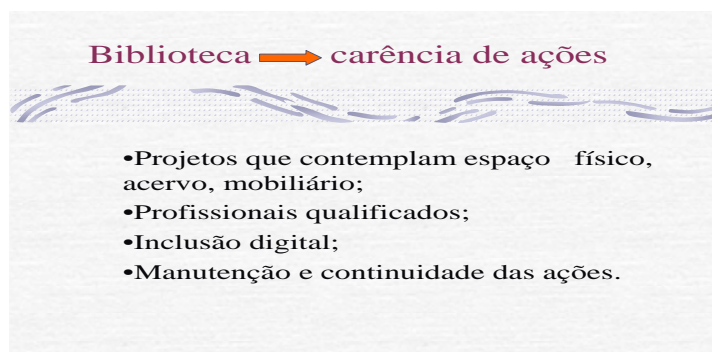 Biblioteca carência de ações
•Projetos que contemplam espaço físico,
acervo, mobiliário;
•Profissionais qualificados;
•Inclusão digital;
•Manutenção e continuidade das ações.